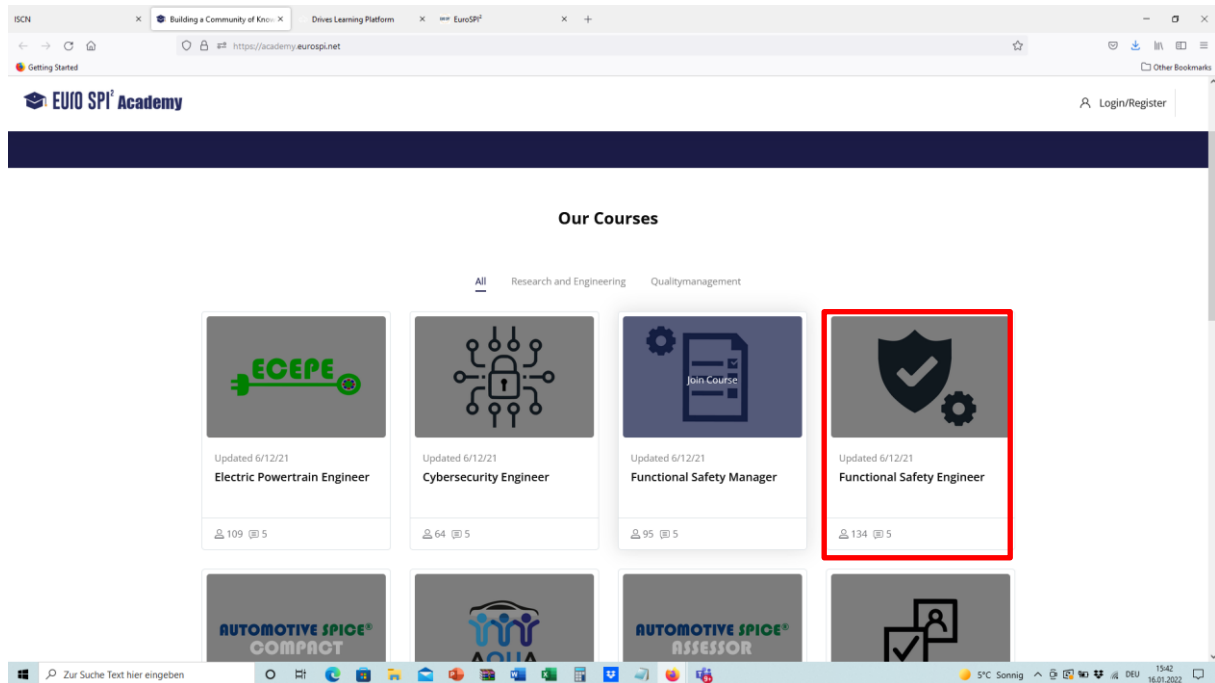 ISCN
Building a Community of Know
Drives Learning Platform
EuroSPI²
https://academy.eurospi.net
Getting Started
Other Bookmarks
EURO SPI² Academy
Login/Register
Our Courses
All Research and Engineering Qualitymanagement
ECEPE
Join Course
Updated 6/12/21
Electric Powertrain Engineer
109 5
Updated 6/12/21
Cybersecurity Engineer
64 5
Updated 6/12/21
Functional Safety Manager
95 5
Updated 6/12/21
Functional Safety Engineer
134 5
AUTOMOTIVE SPICE®
COMPACT
AQUA
AUTOMOTIVE SPICE®
ASSESSOR
Zur Suche Text hier eingeben
5°C Sonnig
DEU
15:42
16.01.2022